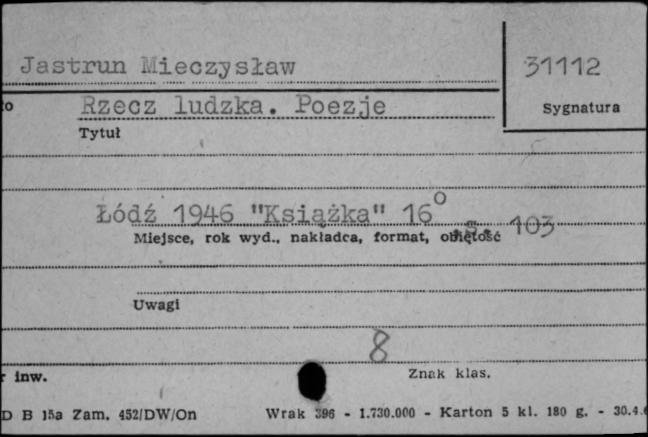 Jastrun Mieczysław
31112
Rzecz ludzka. Poezje
Sygnatura
Tytuł
Łódź 1946 "Książka" 16° s. 103
Miejsce, rok wyd., nakładca, format, objętość
Uwagi
8
inw.
Znak klas.
D B 15a Zam. 452/DW/On Wrak 396 - 1.730.000 - Karton 5 kl. 180 g. - 30.4.